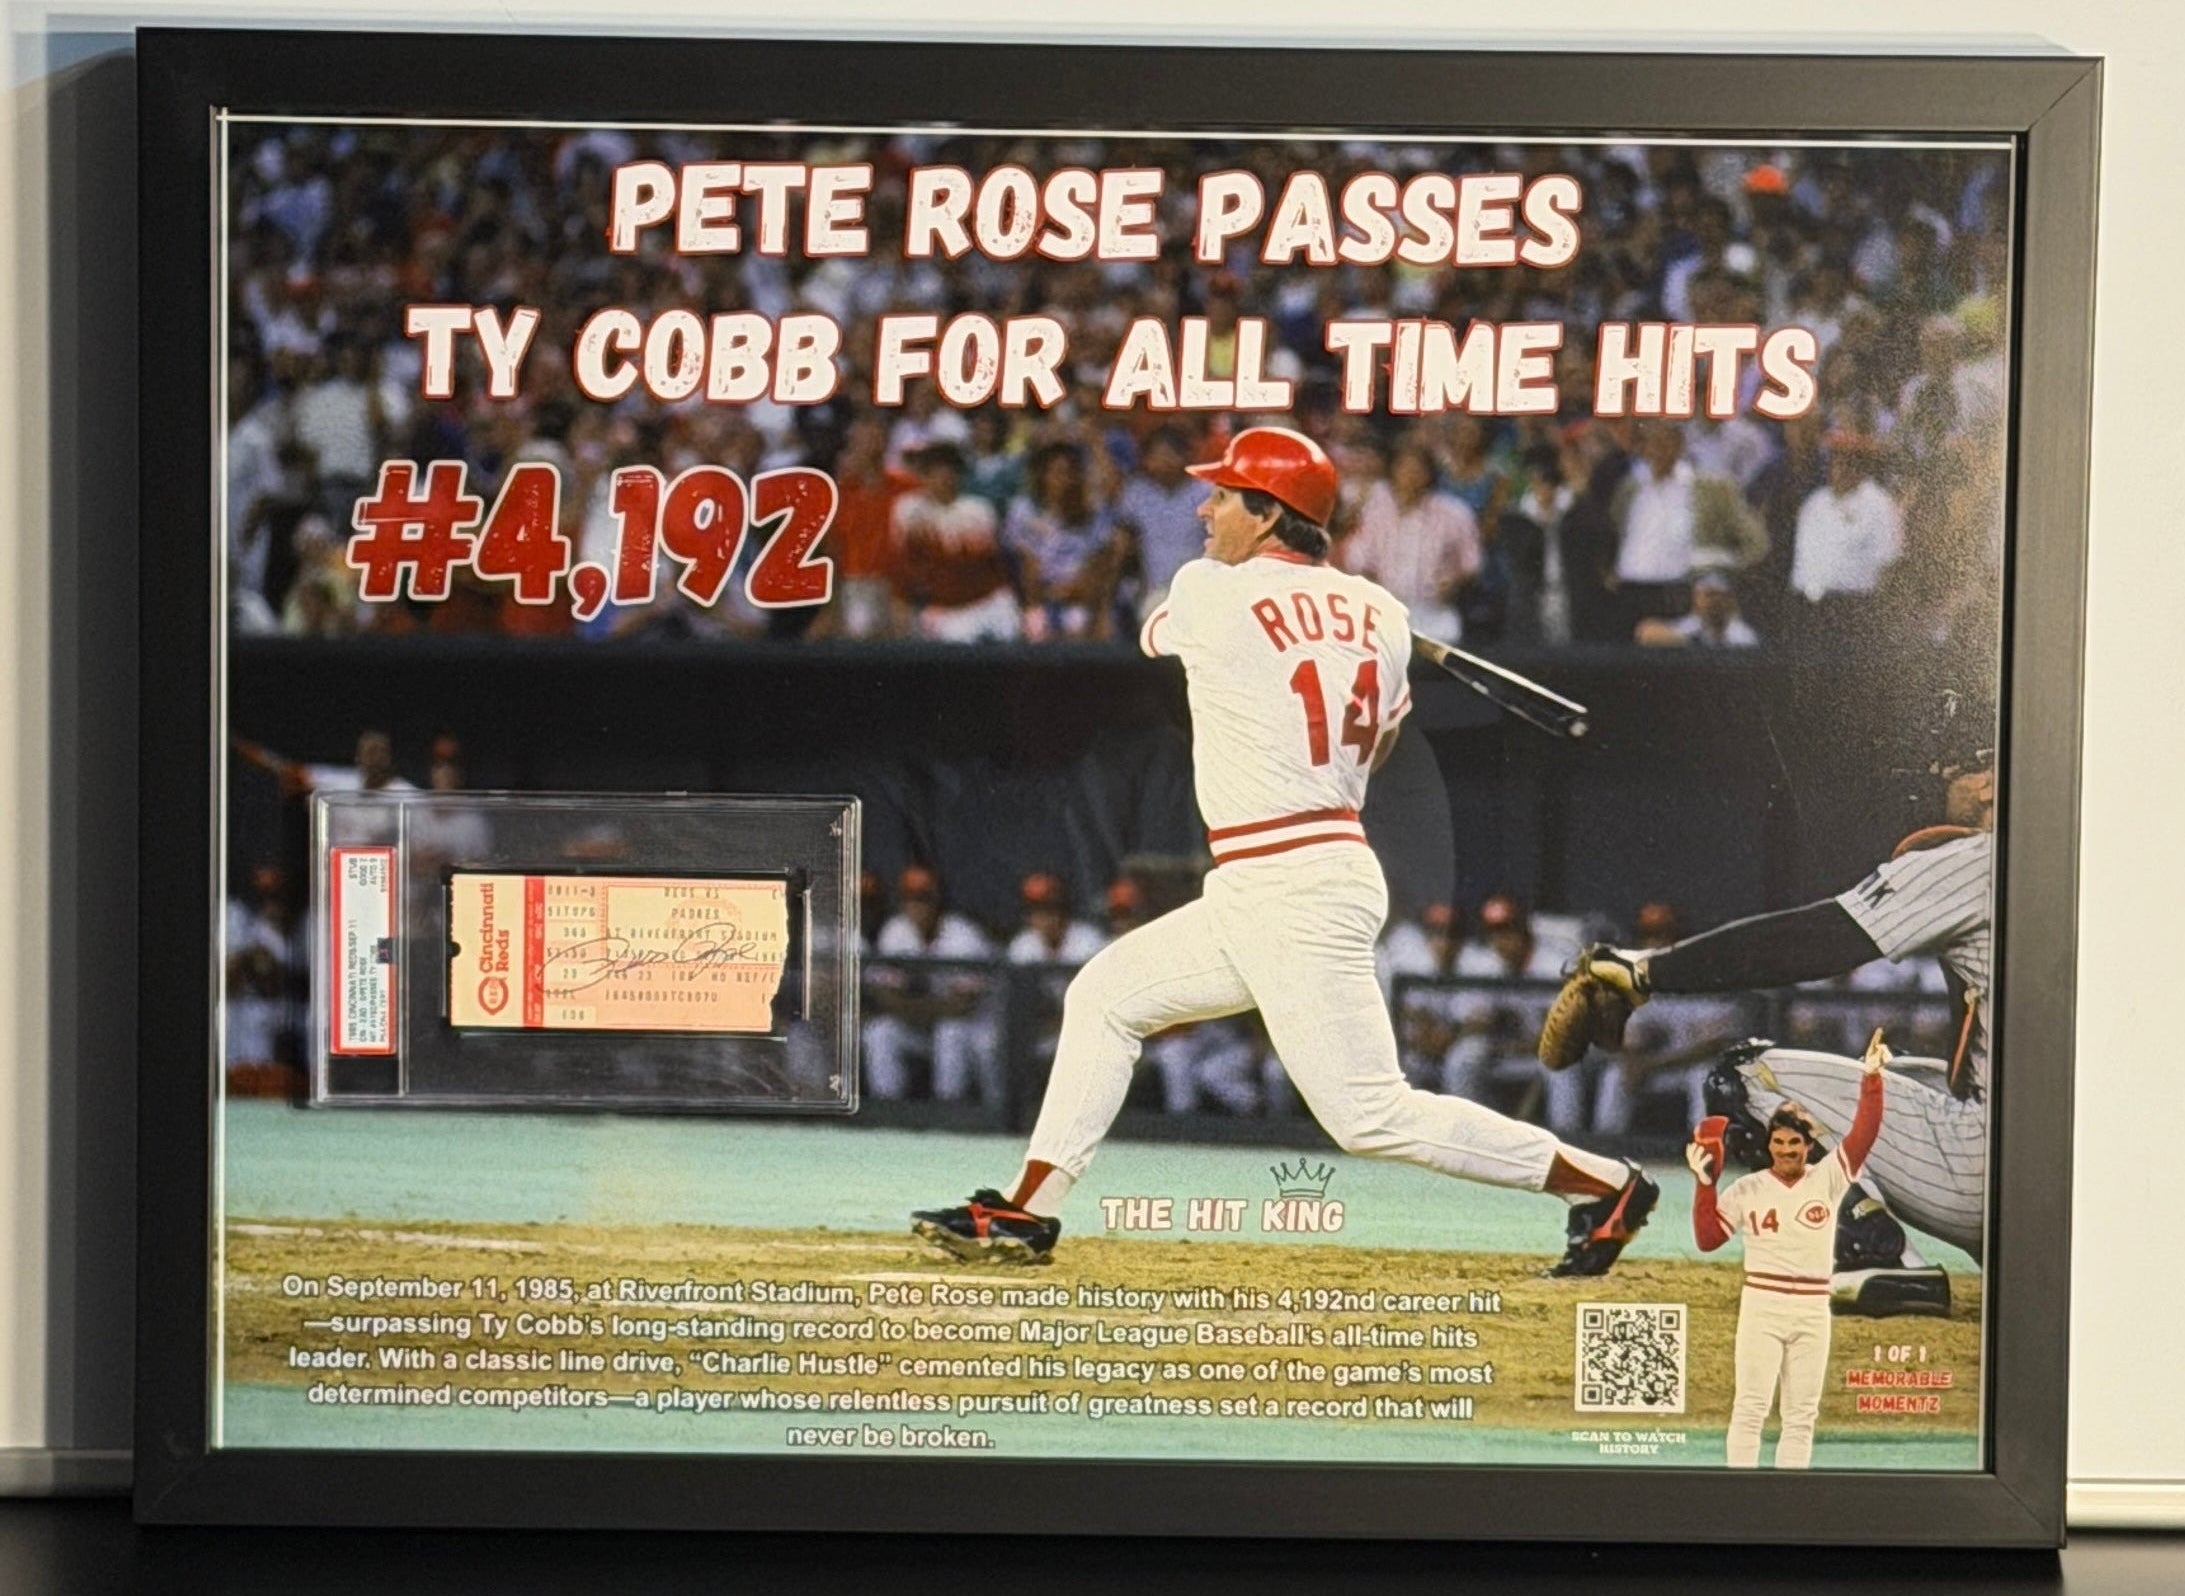 PETE ROSE PASSES
TY COBB FOR ALL TIME HITS
#4,192
ROSE
14
Cincinnati
Reds
REDS VS
PADRES
AT RIVERFRONT STADIUM
THE HIT KING
14
On September 11, 1985, at Riverfront Stadium, Pete Rose made history with his 4,192nd career hit
—surpassing Ty Cobb's long-standing record to become Major League Baseball's all-time hits
leader. With a classic line drive, “Charlie Hustle” cemented his legacy as one of the game's most
determined competitors—a player whose relentless pursuit of greatness set a record that will
never be broken.
SCAN TO WATCH
HISTORY
1 OF 1
MEMORABLE
MOMENTZ